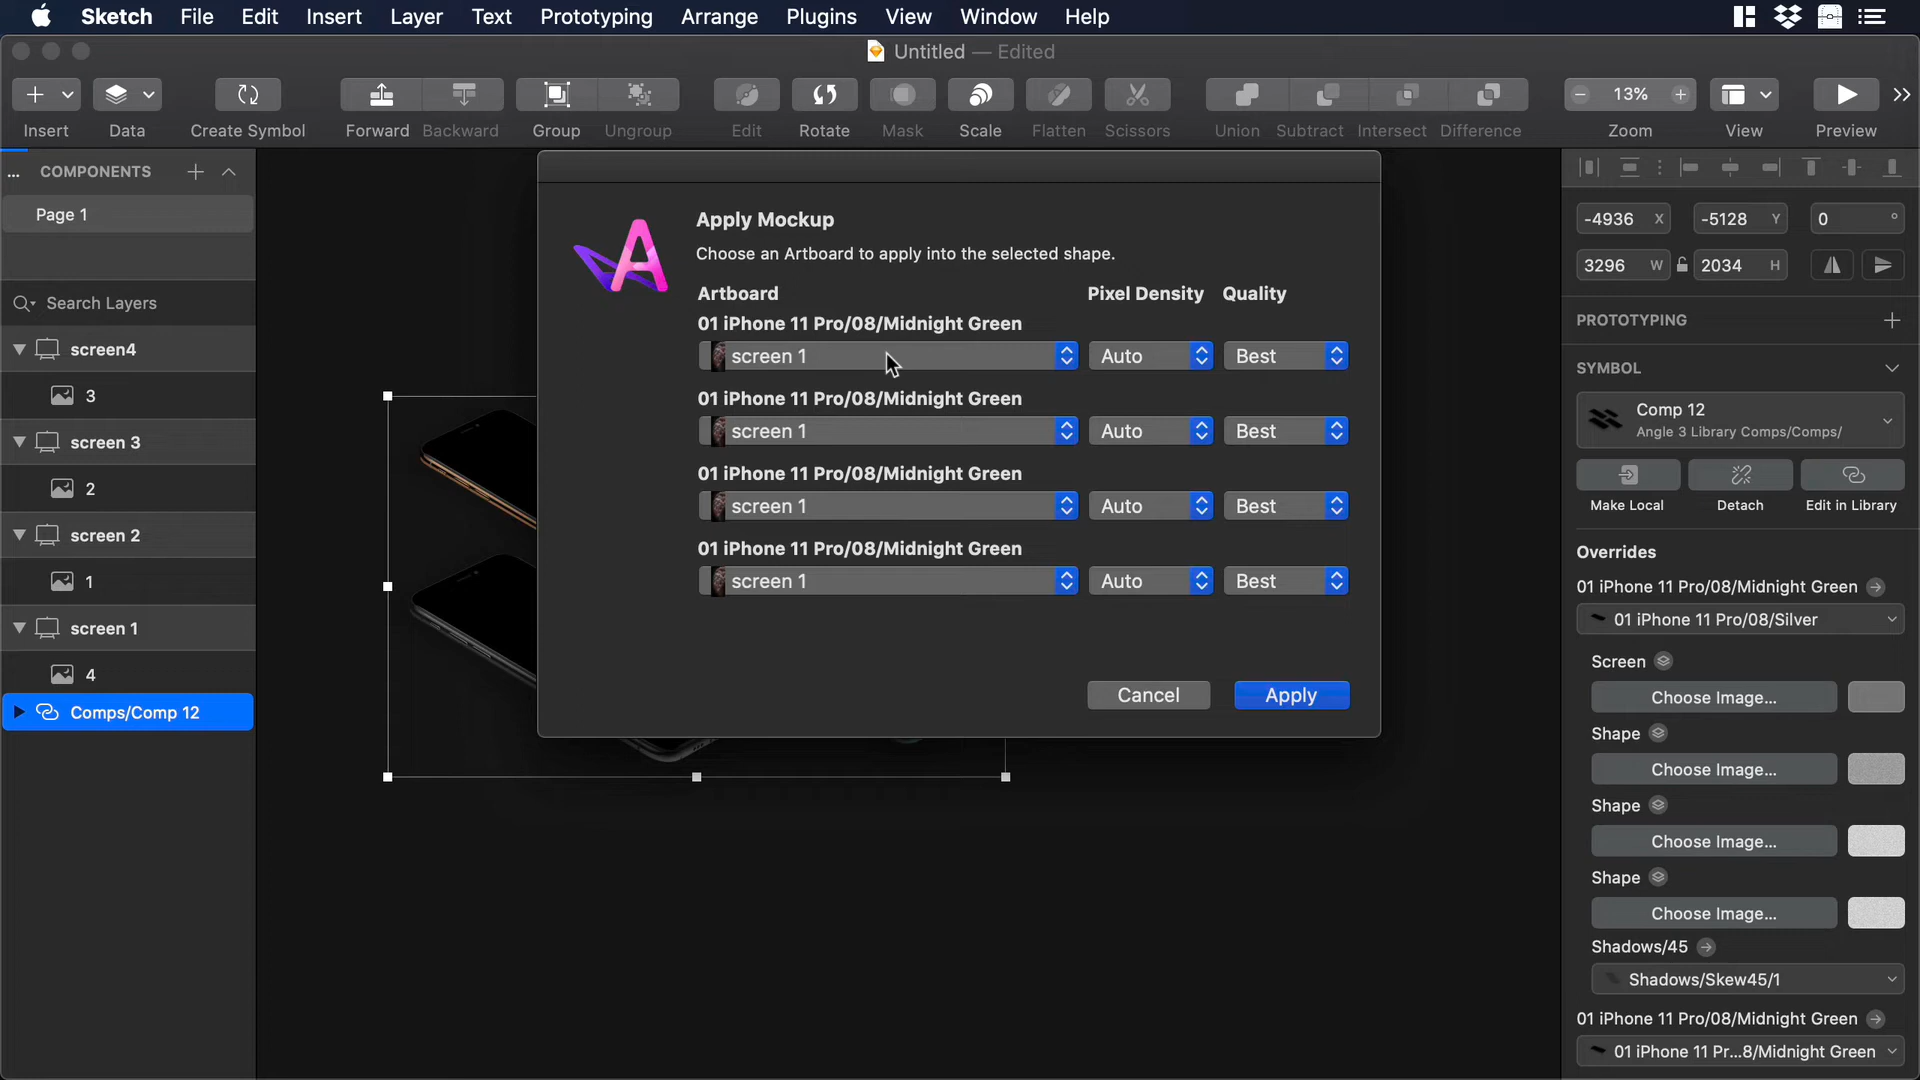 Sketch File Edit Insert Layer Text Prototyping Arrange Plugins View Window Help
Untitled — Edited
13%
Insert Data Create Symbol Forward Backward Group Ungroup Edit Rotate Mask Scale Flatten Scissors Union Subtract Intersect Difference Zoom View Preview
... COMPONENTS
Page 1
Search Layers
screen4
3
screen 3
2
screen 2
1
screen 1
4
Comps/Comp 12
Apply Mockup
Choose an Artboard to apply into the selected shape.
Artboard Pixel Density Quality
01 iPhone 11 Pro/08/Midnight Green
screen 1 Auto Best
01 iPhone 11 Pro/08/Midnight Green
screen 1 Auto Best
01 iPhone 11 Pro/08/Midnight Green
screen 1 Auto Best
01 iPhone 11 Pro/08/Midnight Green
screen 1 Auto Best
Cancel Apply
-4936 X -5128 Y 0 °
3296 W 2034 H
PROTOTYPING
SYMBOL
Comp 12
Angle 3 Library Comps/Comps/
Make Local Detach Edit in Library
Overrides
01 iPhone 11 Pro/08/Midnight Green
01 iPhone 11 Pro/08/Silver
Screen
Choose Image...
Shape
Choose Image...
Shape
Choose Image...
Shape
Choose Image...
Shadows/45
Shadows/Skew45/1
01 iPhone 11 Pro/08/Midnight Green
01 iPhone 11 Pr...8/Midnight Green